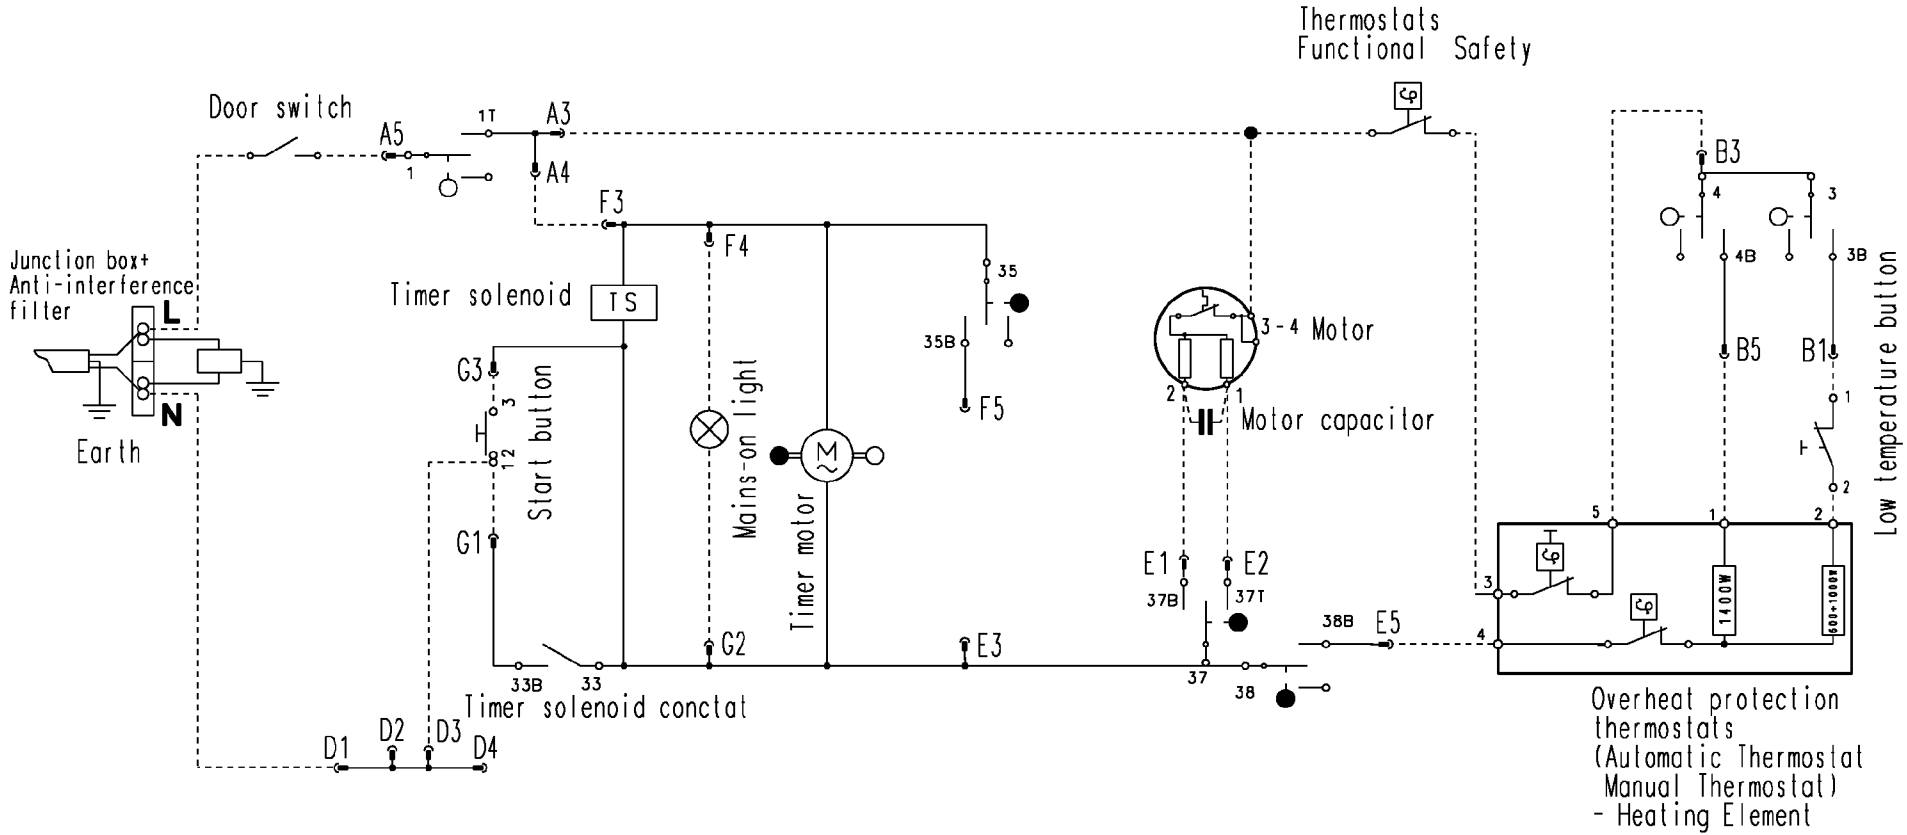 Thermostats
Functional Safety
Door switch
A5
1
1T
A3
A4
F3
F4
Junction box+
Anti-interference
filter
L
N
Earth
Timer solenoid
TS
G3
3
12
Start button
G1
Mains-on light
M
~
Timer motor
35
35B
F5
3-4 Motor
2
1
Motor capacitor
E1
E2
37B
37T
B3
4
3
4B
3B
B5
B1
1
2
Low temperature button
5
1
2
3
4
1400W
600+1000W
38B
E5
G2
E3
37
38
33B
33
Timer solenoid conctat
D1
D2
D3
D4
Overheat protection
thermostats
(Automatic Thermostat
Manual Thermostat)
- Heating Element